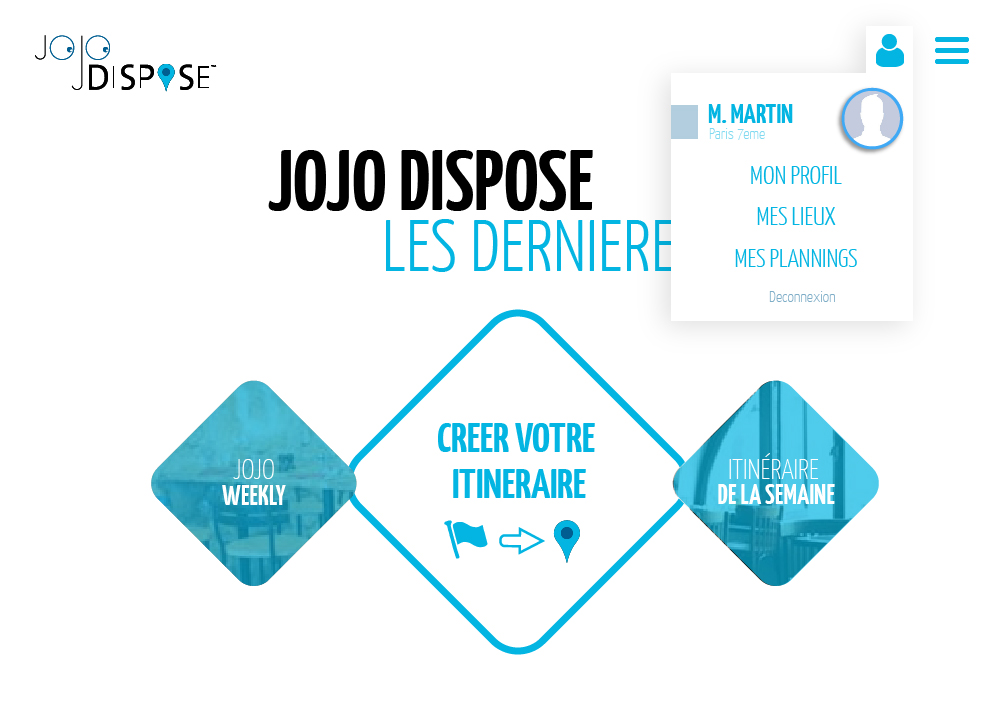 JOJO
JDISPOSE
M. MARTIN
Paris 7eme
MON PROFIL
MES LIEUX
MES PLANNINGS
Deconnexion
JOJO DISPOSE
LES DERNIERE
JOJO
WEEKLY
CREER VOTRE
ITINERAIRE
ITINÉRAIRE
DE LA SEMAINE